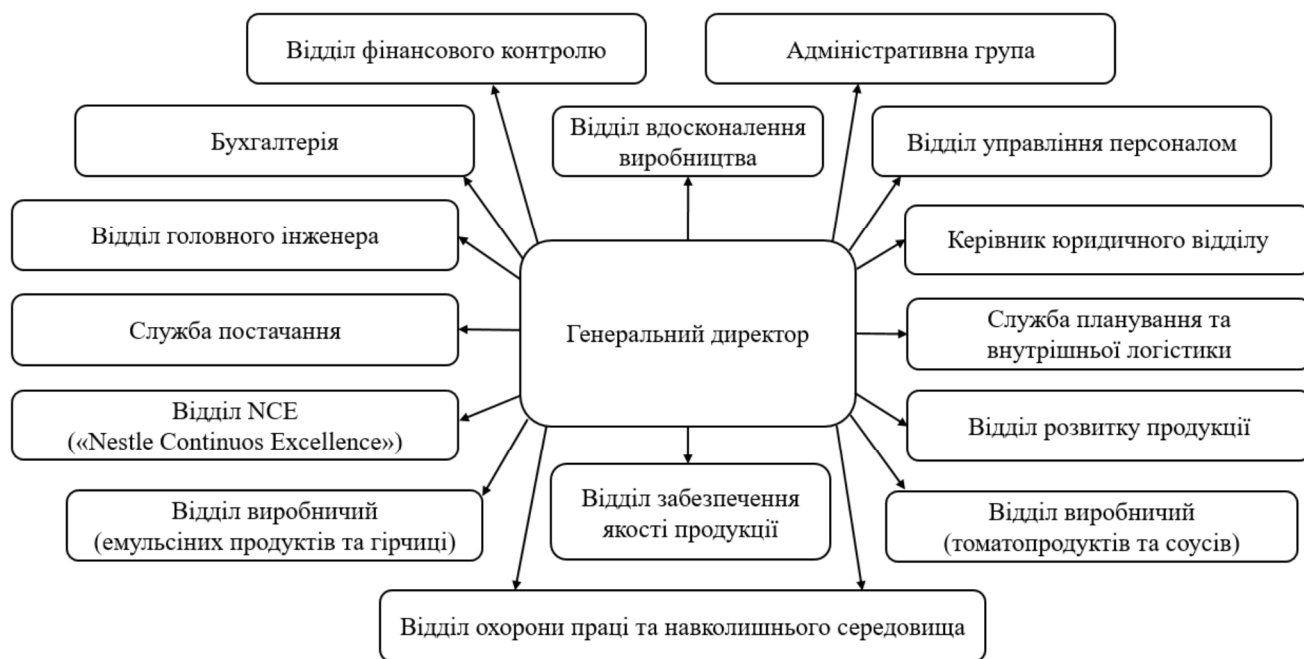 Відділ фінансового контролю
Адміністративна група
Бухгалтерія
Відділ вдосконалення
виробництва
Відділ управління персоналом
Відділ головного інженера
Керівник юридичного відділу
Служба постачання
Генеральний директор
Служба планування та
внутрішньої логістики
Відділ NCE
(«Nestle Continuos Excellence»)
Відділ розвитку продукції
Відділ виробничий
(емульсіних продуктів та гірчиці)
Відділ забезпечення
якості продукції
Відділ виробничий
(томатопродуктів та соусів)
Відділ охорони праці та навколишнього середовища